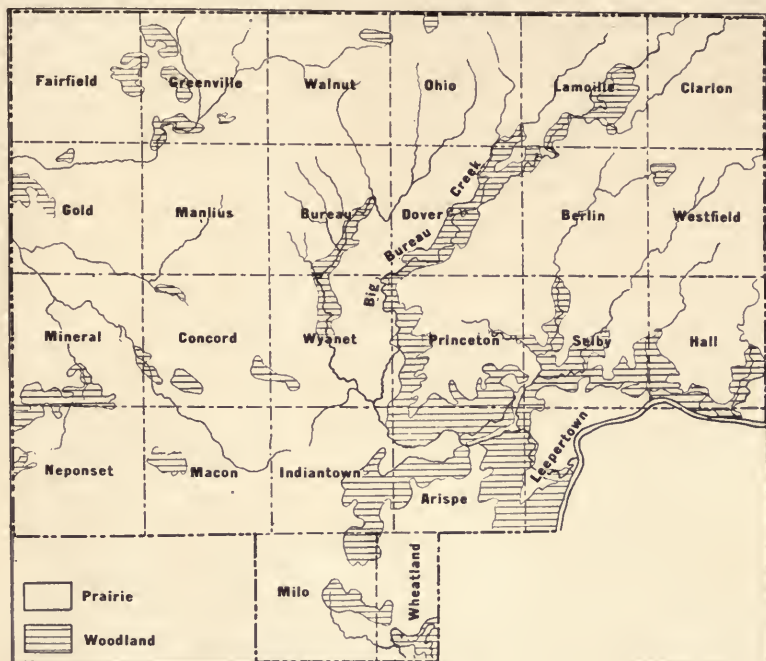 Fairfield
Greenville
Walnut
Ohio
Lamoille
Clarion
Gold
Manlius
Bureau
Dover
Big Bureau Creek
Berlin
Westfield
Mineral
Concord
Wyanet
Princeton
Selby
Hall
Neponset
Macon
Indiantown
Arispe
Leepertown
Milo
Wheatland
Prairie
Woodland